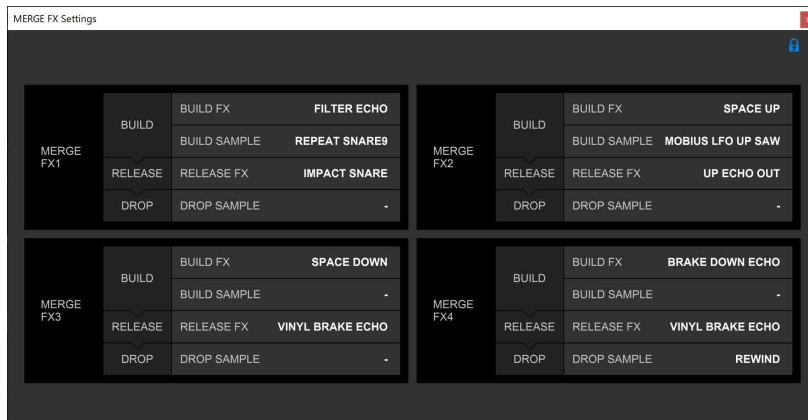 MERGE FX Settings
MERGE FX1
BUILD
BUILD FX FILTER ECHO
BUILD SAMPLE REPEAT SNARE9
RELEASE RELEASE FX IMPACT SNARE
DROP DROP SAMPLE -
MERGE FX2
BUILD
BUILD FX SPACE UP
BUILD SAMPLE MOBIUS LFO UP SAW
RELEASE RELEASE FX UP ECHO OUT
DROP DROP SAMPLE -
MERGE FX3
BUILD
BUILD FX SPACE DOWN
BUILD SAMPLE -
RELEASE RELEASE FX VINYL BRAKE ECHO
DROP DROP SAMPLE -
MERGE FX4
BUILD
BUILD FX BRAKE DOWN ECHO
BUILD SAMPLE -
RELEASE RELEASE FX VINYL BRAKE ECHO
DROP DROP SAMPLE REWIND